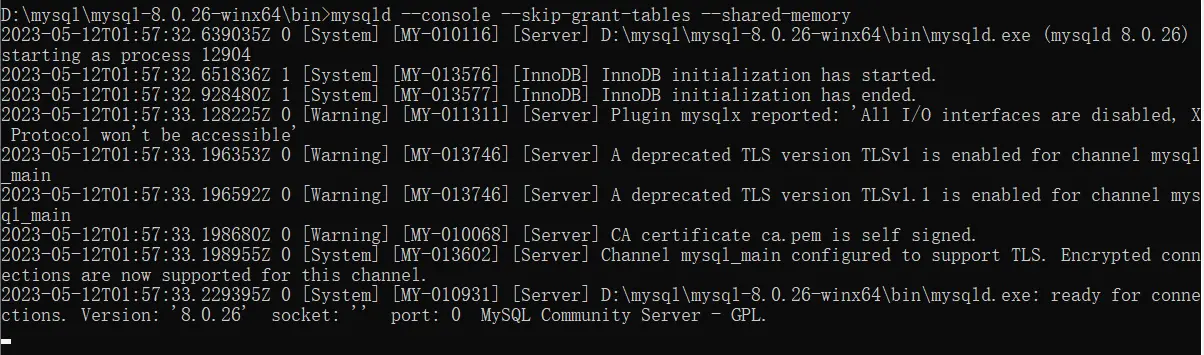 D:\mysql\mysql-8.0.26-winx64\bin>mysqld --console --skip-grant-tables --shared-memory
2023-05-12T01:57:32.639035Z 0 [System] [MY-010116] [Server] D:\mysql\mysql-8.0.26-winx64\bin\mysqld.exe (mysqld 8.0.26)
starting as process 12904
2023-05-12T01:57:32.651836Z 1 [System] [MY-013576] [InnoDB] InnoDB initialization has started.
2023-05-12T01:57:32.928480Z 1 [System] [MY-013577] [InnoDB] InnoDB initialization has ended.
2023-05-12T01:57:33.128225Z 0 [Warning] [MY-011311] [Server] Plugin mysqlx reported: 'All I/O interfaces are disabled, X
 Protocol won't be accessible'
2023-05-12T01:57:33.196353Z 0 [Warning] [MY-013746] [Server] A deprecated TLS version TLSv1 is enabled for channel mysql
_main
2023-05-12T01:57:33.196592Z 0 [Warning] [MY-013746] [Server] A deprecated TLS version TLSv1.1 is enabled for channel mys
ql_main
2023-05-12T01:57:33.198680Z 0 [Warning] [MY-010068] [Server] CA certificate ca.pem is self signed.
2023-05-12T01:57:33.198955Z 0 [System] [MY-013602] [Server] Channel mysql_main configured to support TLS. Encrypted conn
ections are now supported for this channel.
2023-05-12T01:57:33.229395Z 0 [System] [MY-010931] [Server] D:\mysql\mysql-8.0.26-winx64\bin\mysqld.exe: ready for conne
ctions. Version: '8.0.26'  socket: ''  port: 0  MySQL Community Server - GPL.